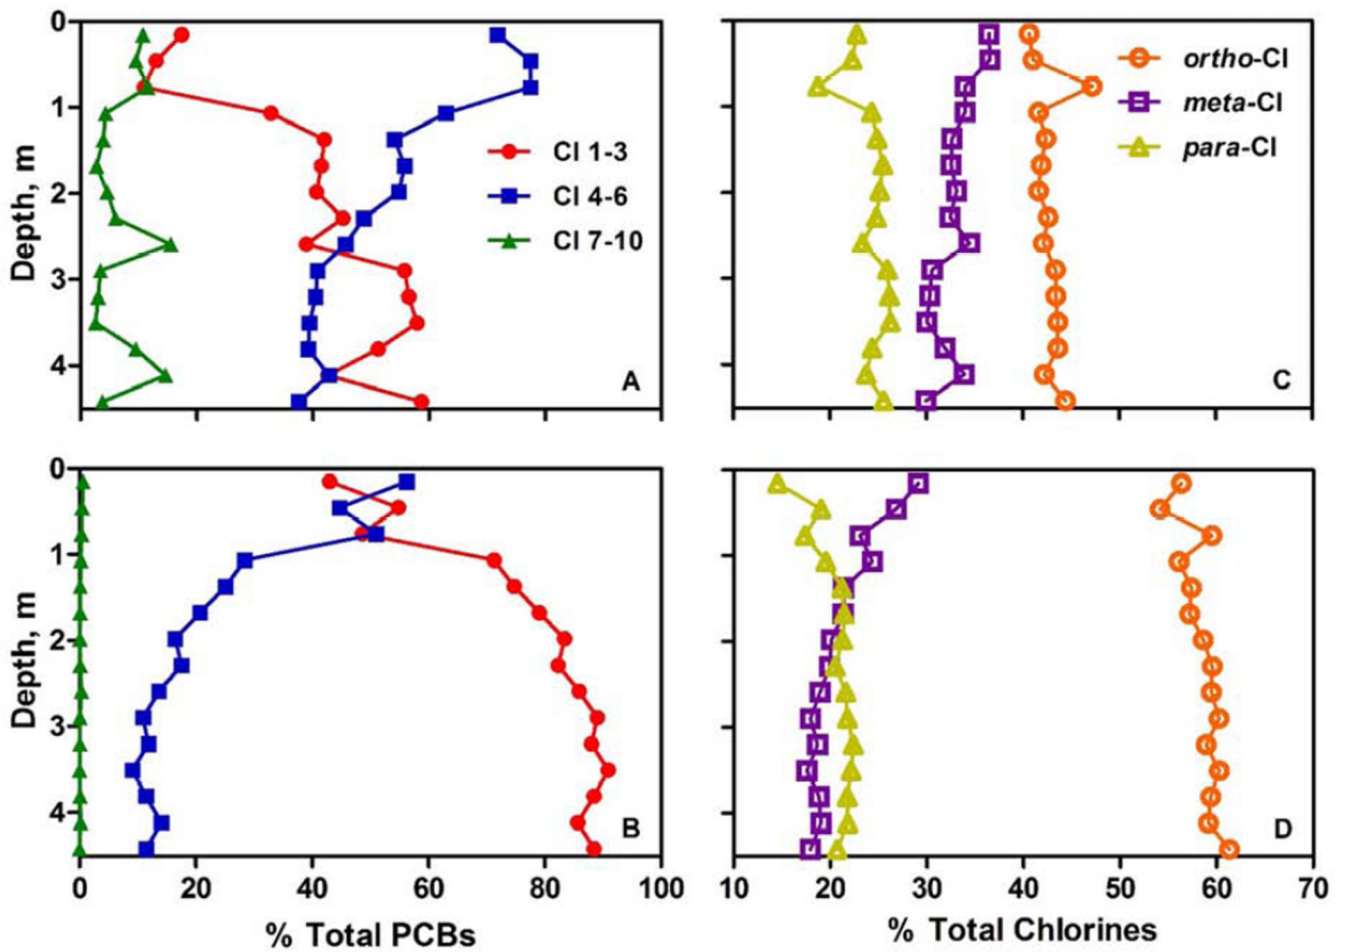 0
1
2
3
4
Depth, m
Cl 1-3
Cl 4-6
Cl 7-10
A
ortho-Cl
meta-Cl
para-Cl
C
0
1
2
3
4
Depth, m
B
D
0 20 40 60 80 100
10 20 30 40 50 60 70
% Total PCBs
% Total Chlorines